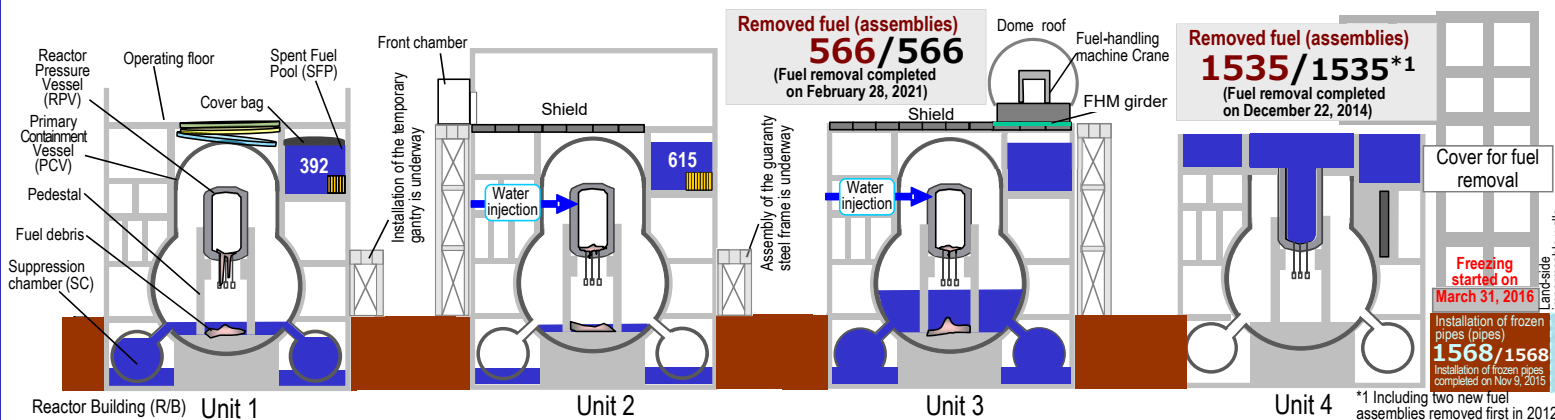 Reactor
Pressure
Vessel
(RPV)
Operating floor
Spent Fuel
Pool (SFP)
Cover bag
Primary
Containment
Vessel
(PCV)
392
Pedestal
Fuel debris
Suppression
chamber (SC)
Reactor Building (R/B)
Unit 1
Installation of the temporary
gantry is underway
Front chamber
Shield
615
Water
injection
Unit 2
Assembly of the guaranty
steel frame is underway
Removed fuel (assemblies)
566/566
(Fuel removal completed
on February 28, 2021)
Dome roof
Fuel-handling
machine Crane
FHM girder
Shield
Water
injection
Unit 3
Removed fuel (assemblies)
1535/1535*1
(Fuel removal completed
on December 22, 2014)
Cover for fuel
removal
Freezing
started on
March 31, 2016
Land-side
Installation of frozen
pipes (pipes)
1568/1568
Installation of frozen pipes
completed on Nov 9, 2015
Unit 4
*1 Including two new fuel
assemblies removed first in 2012